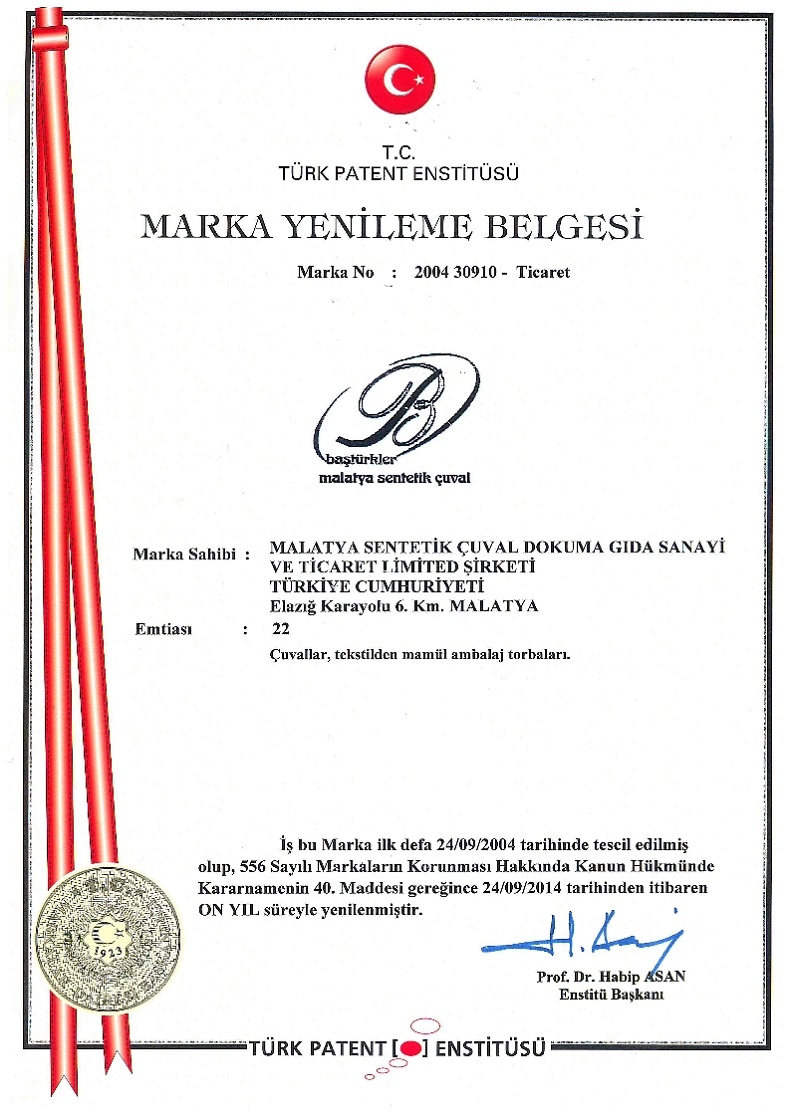 T.C.
TÜRK PATENT ENSTİTÜSÜ
MARKA YENİLEME BELGESİ
Marka No : 2004 30910 - Ticaret
B
baştürkler
malatya sentetik çuval
Marka Sahibi : MALATYA SENTETİK ÇUVAL DOKUMA GIDA SANAYİ
VE TİCARET LİMİTED ŞİRKETİ
TÜRKİYE CUMHURİYETİ
Elazığ Karayolu 6. Km. MALATYA
Emtiası : 22
Çuvallar, tekstilden mamül ambalaj torbaları.
İş bu Marka ilk defa 24/09/2004 tarihinde tescil edilmiş
olup, 556 Sayılı Markaların Korunması Hakkında Kanun Hükmünde
Kararnamenin 40. Maddesi gereğince 24/09/2014 tarihinden itibaren
ON YIL süreyle yenilenmiştir.
H. Asan
Prof. Dr. Habip ASAN
Enstitü Başkanı
1923
TÜRK PATENT [ ] ENSTİTÜSÜ